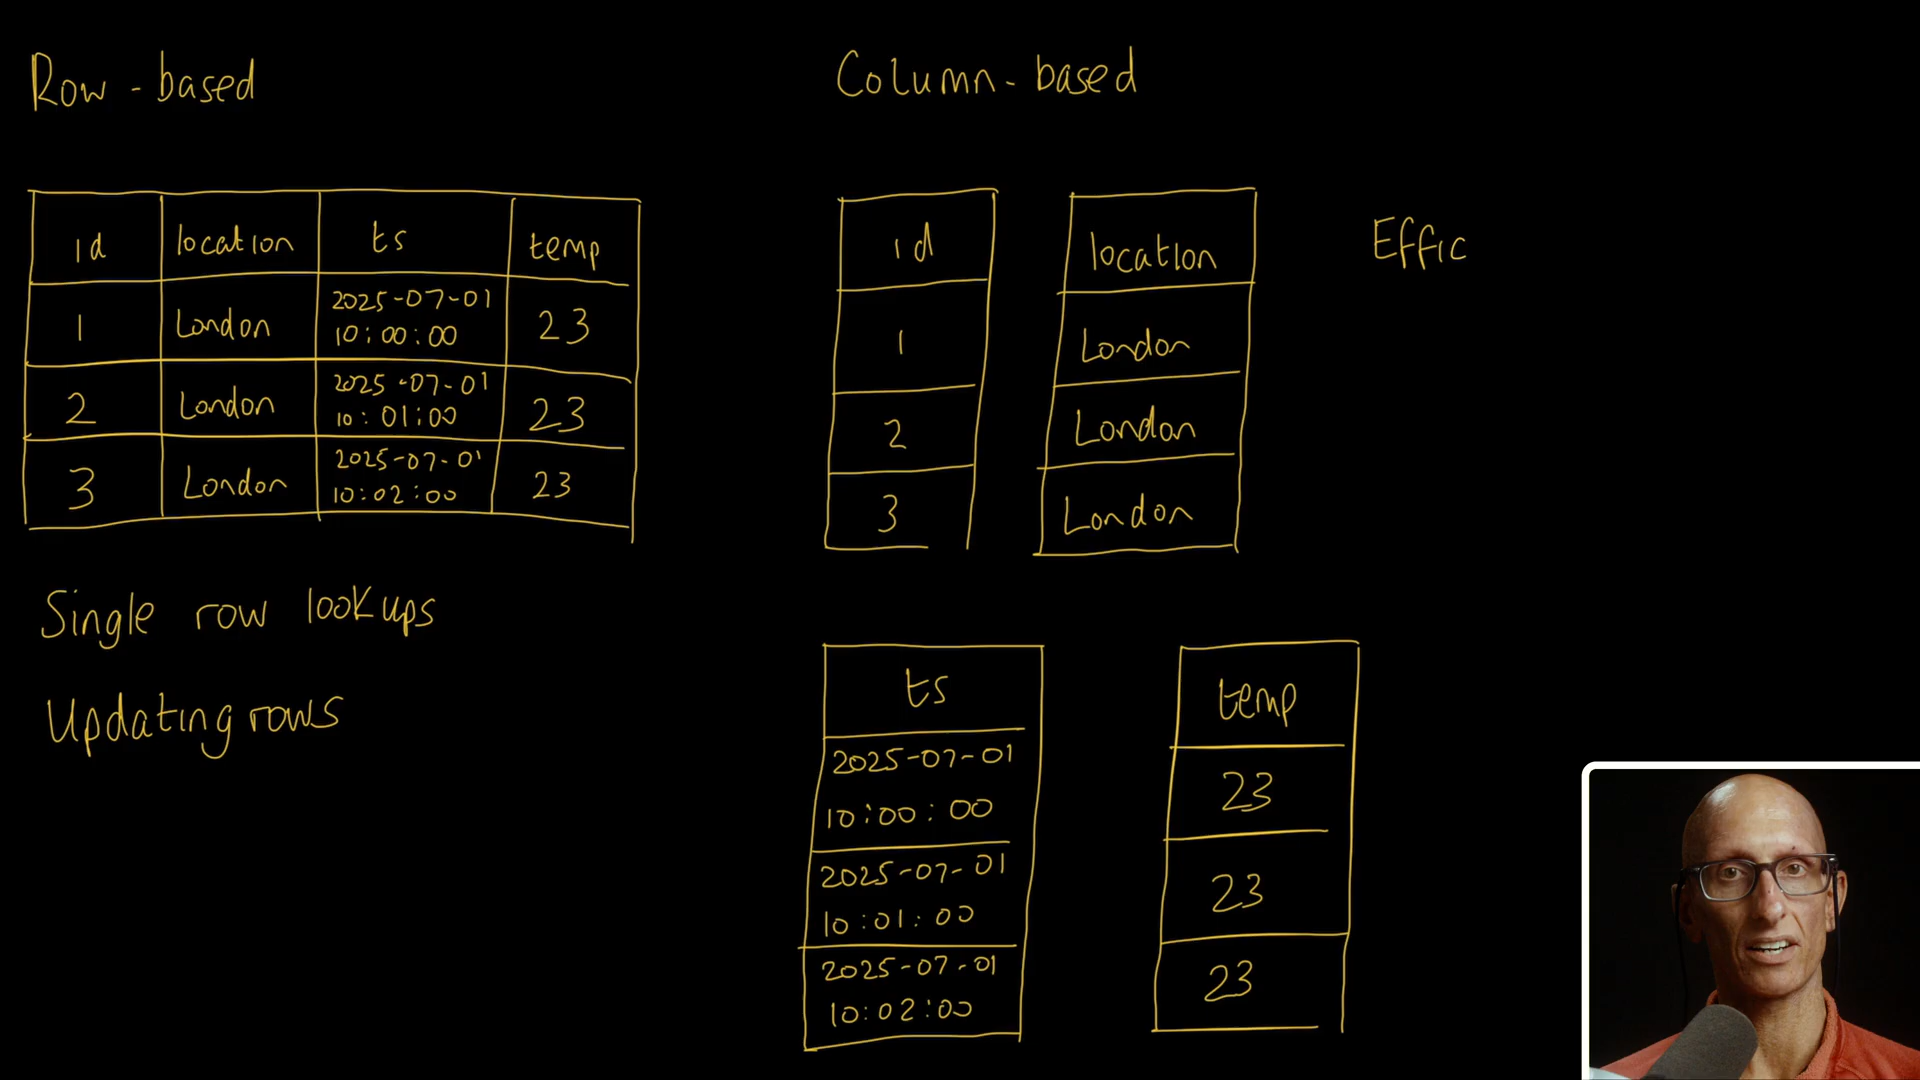 Row-based
id location ts temp
1 London 2025-07-01 10:00:00 23
2 London 2025-07-01 10:01:00 23
3 London 2025-07-01 10:02:00 23
Single row lookups
Updating rows
Column-based
id
1
2
3
location
London
London
London
Effic
ts
2025-07-01
10:00:00
2025-07-01
10:01:00
2025-07-01
10:02:00
temp
23
23
23